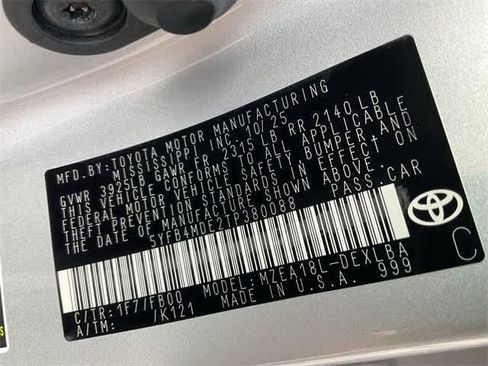 MFD.BY:TOYOTA MOTOR MANUFACTURING
MISSISSIPPI, INC. 10/25
GVWR 3925LB GAWR FR 2315 LB RR 2140 LB
THIS VEHICLE CONFORMS TO ALL APPLICABLE
FEDERAL MOTOR VEHICLE SAFETY, BUMPER, AND
THEFT PREVENTION STANDARDS IN EFFECT ON
THE DATE OF MANUFACTURE SHOWN ABOVE.
5YFB4MDE2TP380088 PASS.CAR
C/TR:1F7/FB00 MODEL:MZEA18L-DEXLBA
A/TM: /K121 MADE IN U.S.A. 999
C
TOYOTA